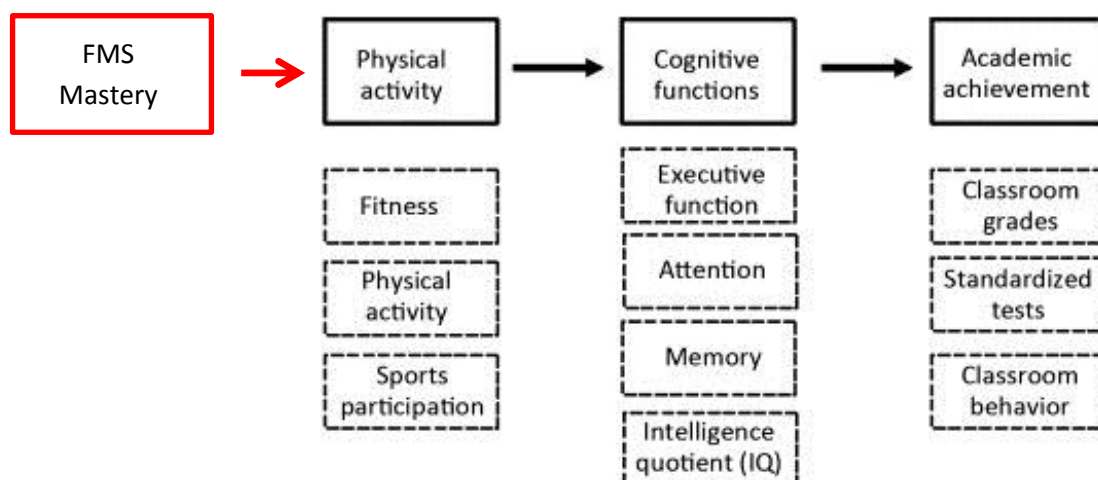 FMS
Mastery
Physical
activity
Cognitive
functions
Academic
achievement
Fitness
Physical
activity
Sports
participation
Executive
function
Attention
Memory
Intelligence
quotient (IQ)
Classroom
grades
Standardized
tests
Classroom
behavior